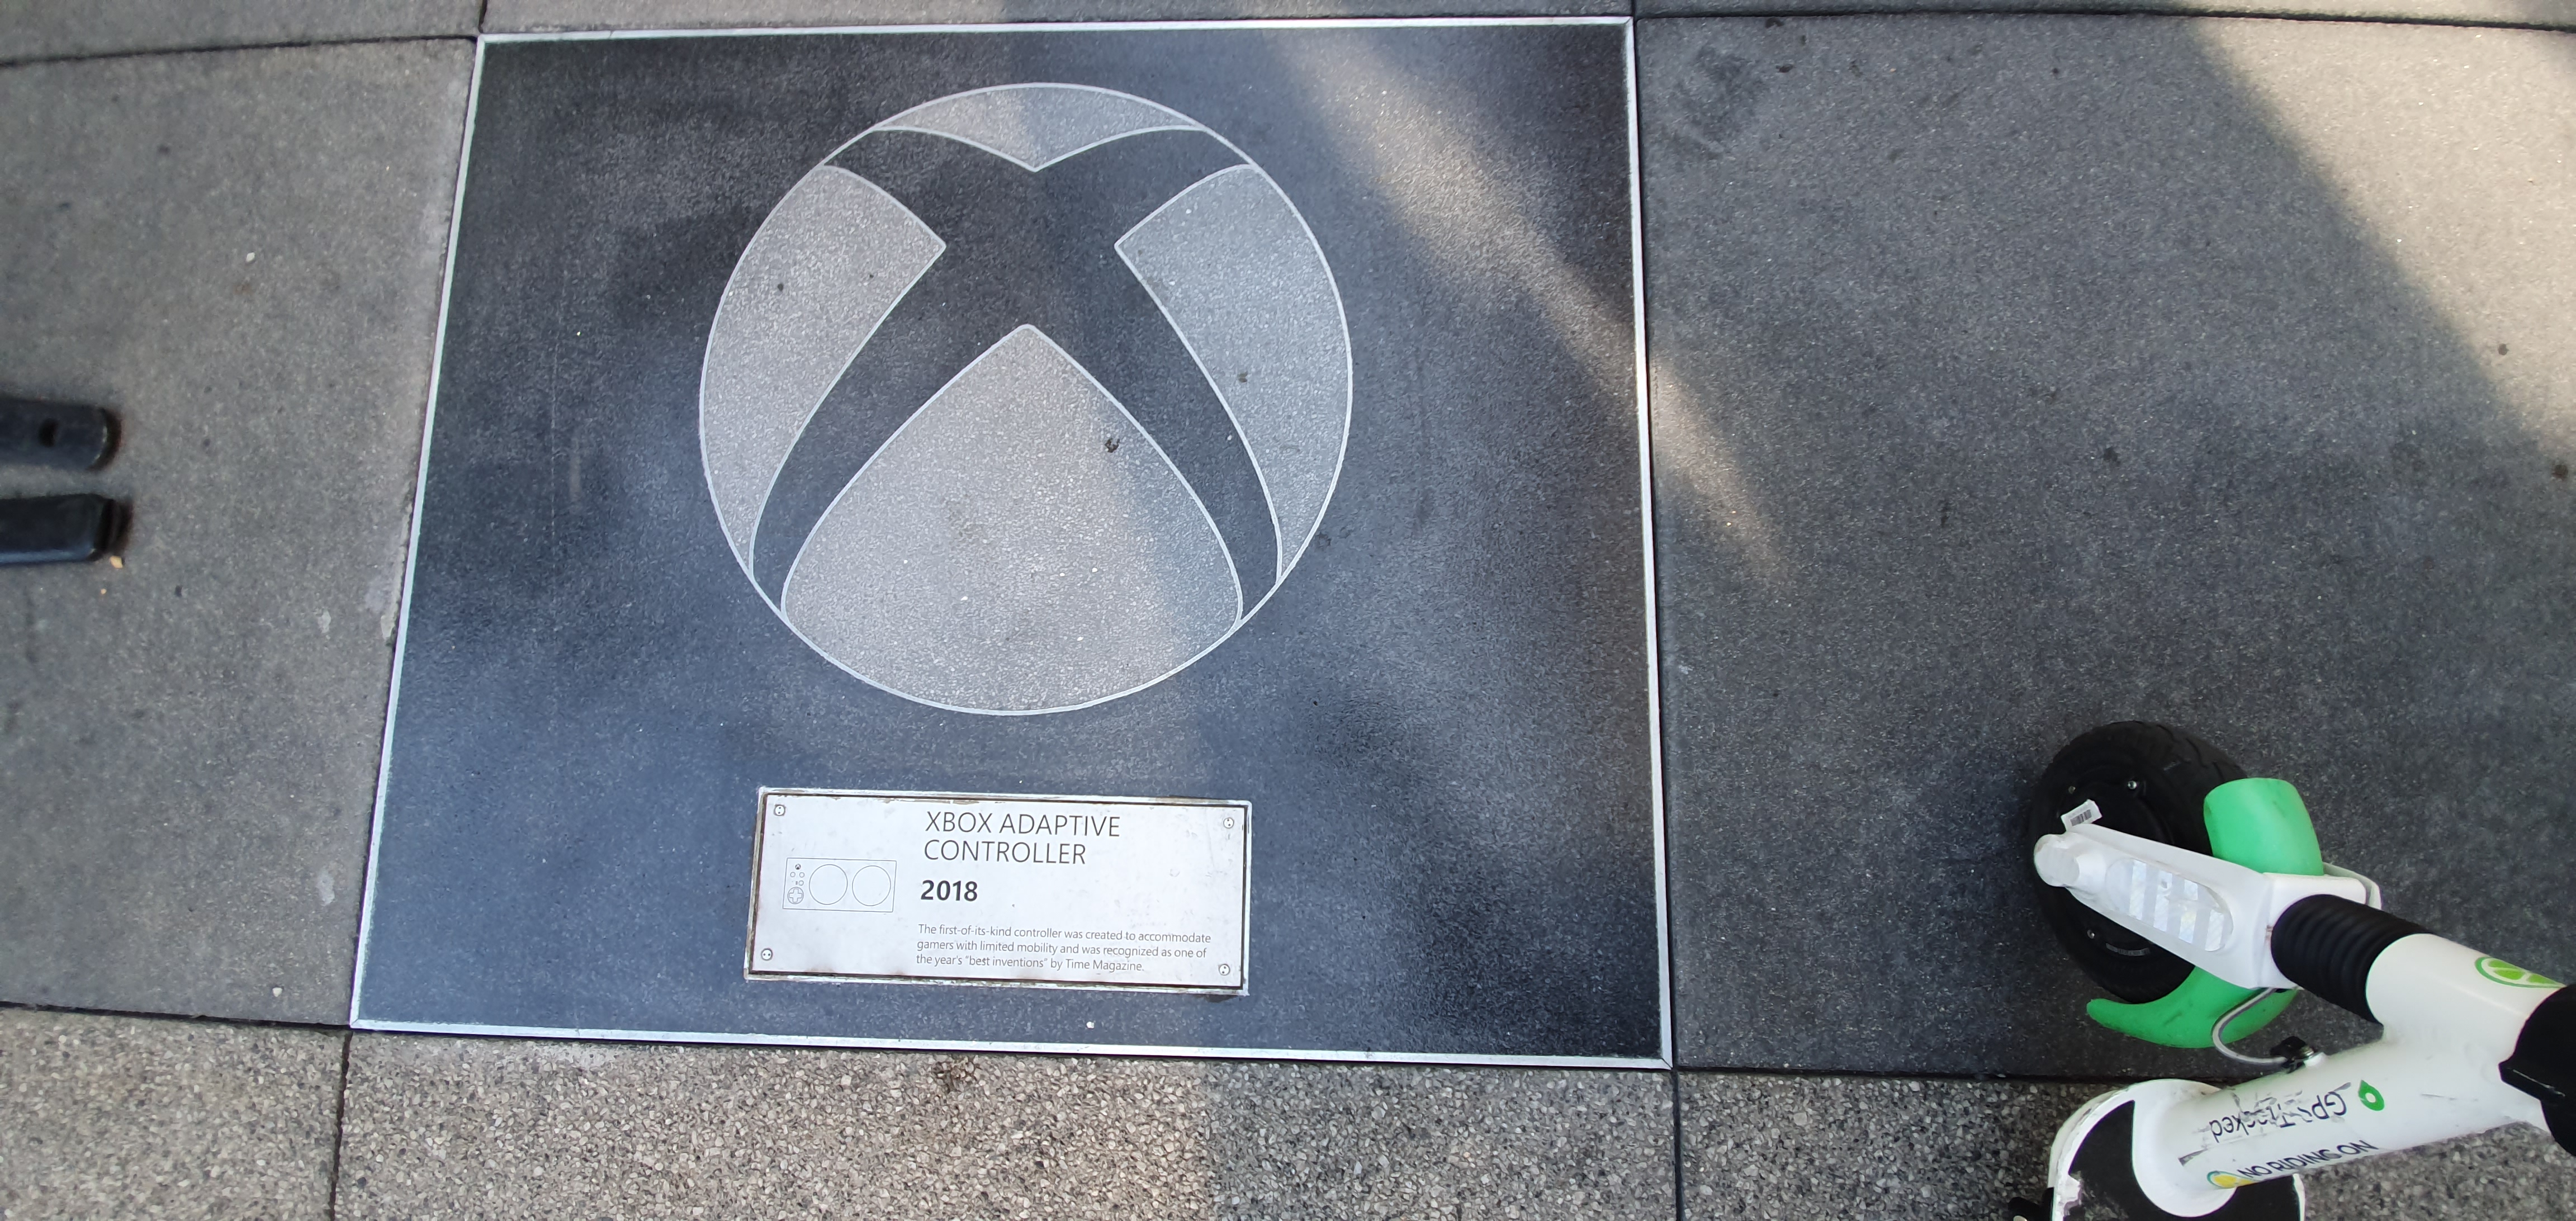 XBOX ADAPTIVE
CONTROLLER
2018
The first-of-its-kind controller was created to accommodate
gamers with limited mobility and was recognized as one of
the year's "best inventions" by Time Magazine.
GPS Tracked
NO RIDING ON